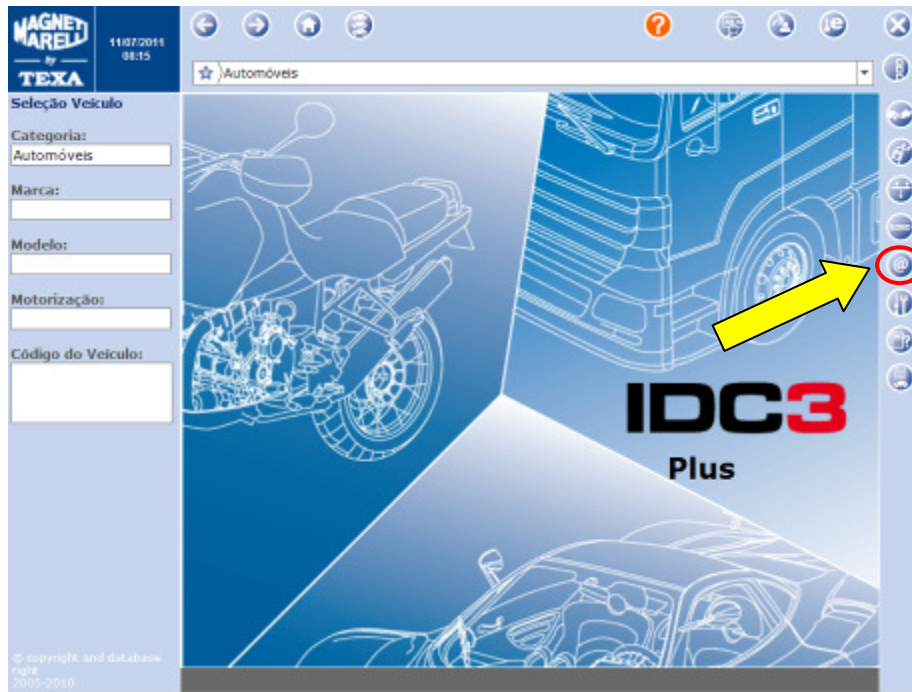 MAGNETI
MARELLI
by
TEXA
11/07/2011
08:15
?
Automóveis
Seleção Veículo
Categoria:
Automóveis
Marca:
Modelo:
Motorização:
Código do Veículo:
@
IDC3
Plus
© copyright and database
right
2005-2010